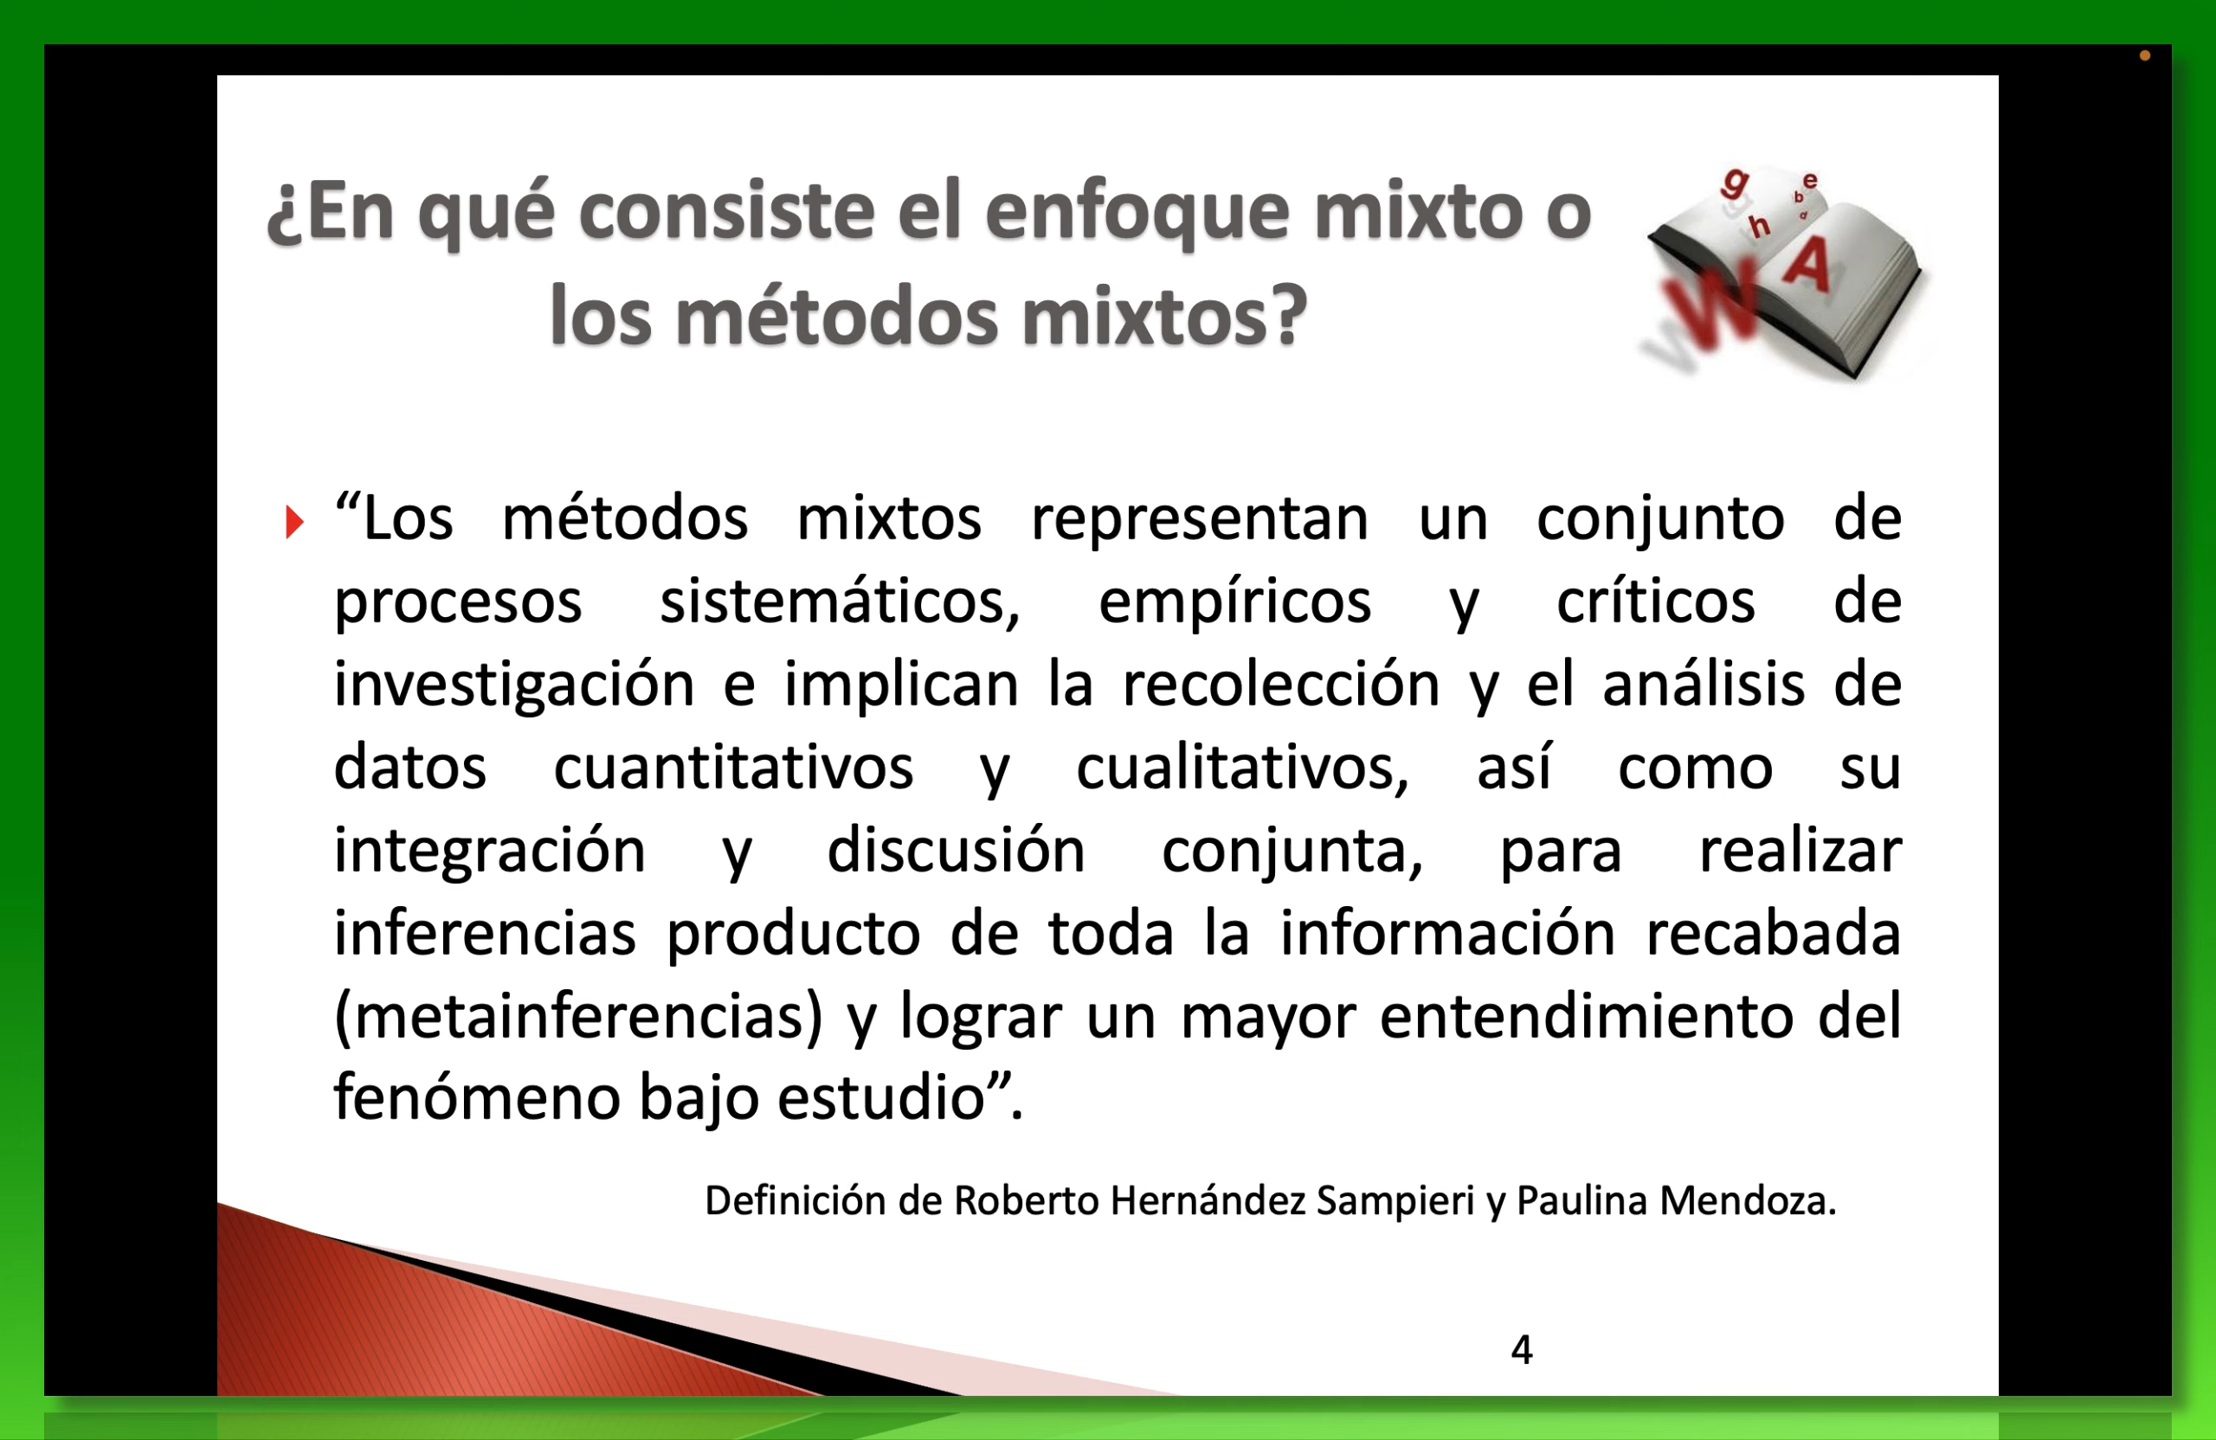 ¿En qué consiste el enfoque mixto o
los métodos mixtos?
g
e
b
d
h
A
W
“Los métodos mixtos representan un conjunto de
procesos sistemáticos, empíricos y críticos de
investigación e implican la recolección y el análisis de
datos cuantitativos y cualitativos, así como su
integración y discusión conjunta, para realizar
inferencias producto de toda la información recabada
(metainferencias) y lograr un mayor entendimiento del
fenómeno bajo estudio”.
Definición de Roberto Hernández Sampieri y Paulina Mendoza.
4